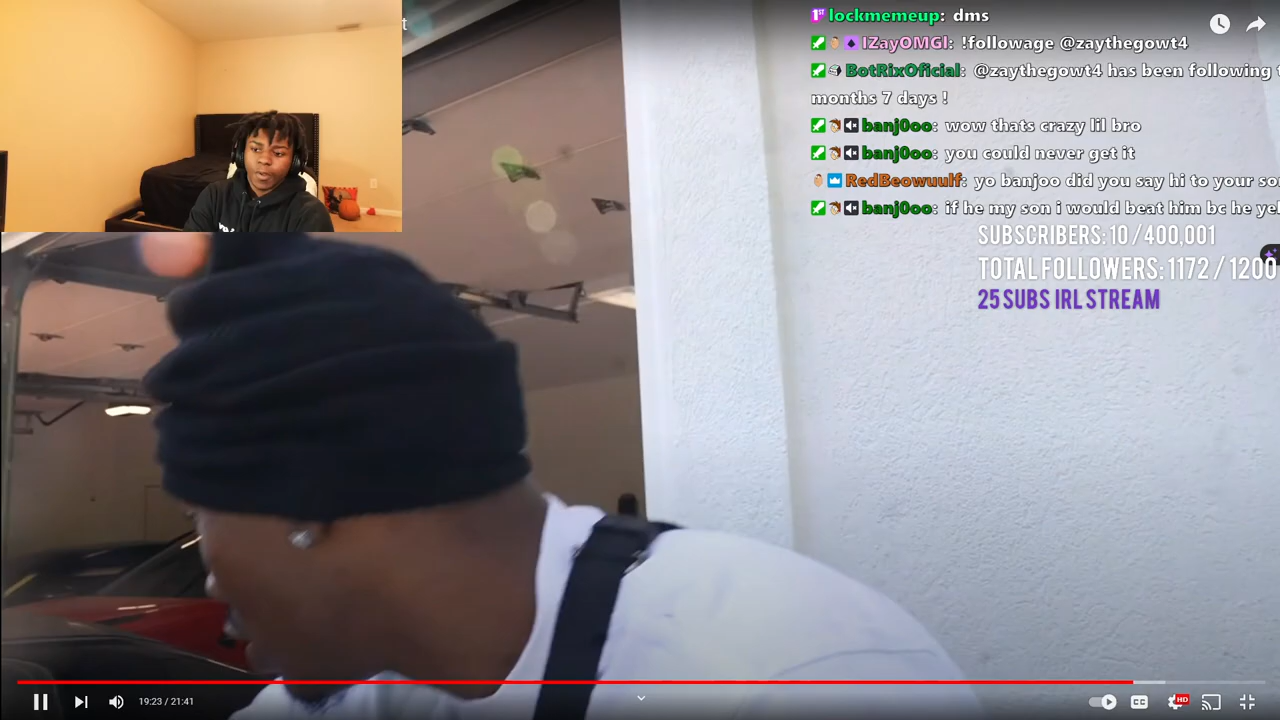 t
1ST lockmemeup: dms
IZayOMGl: !followage @zaythegowt4
BotRixOficial: @zaythegowt4 has been following
months 7 days !
banj0oo: wow thats crazy lil bro
banj0oo: you could never get it
RedBeowuulf: yo banjoo did you say hi to your
banj0oo: if he my son i would beat him bc he
SUBSCRIBERS: 10 / 400,001
TOTAL FOLLOWERS: 1172 / 1200
25 SUBS IRL STREAM
19:23 / 21:41
CC
HD